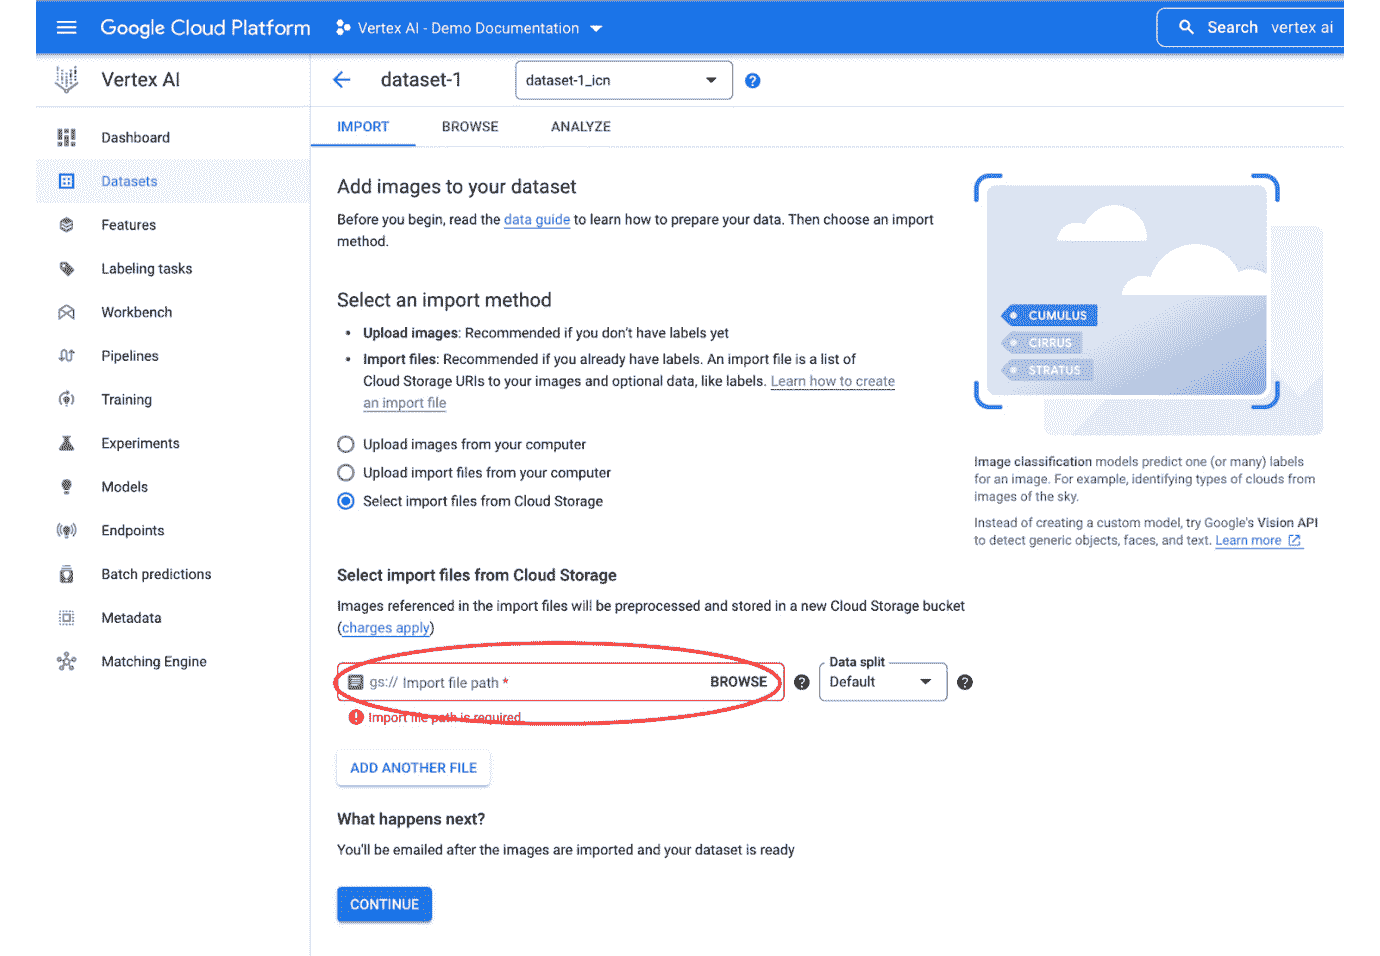 Google Cloud Platform
Vertex AI - Demo Documentation
Search vertex ai
Vertex AI
dataset-1
dataset-1_icn
Dashboard
Datasets
Features
Labeling tasks
Workbench
Pipelines
Training
Experiments
Models
Endpoints
Batch predictions
Metadata
Matching Engine
IMPORT
BROWSE
ANALYZE
Add images to your dataset
Before you begin, read the data guide to learn how to prepare your data. Then choose an import
method.
Select an import method
• Upload images: Recommended if you don't have labels yet
• Import files: Recommended if you already have labels. An import file is a list of
Cloud Storage URIs to your images and optional data, like labels. Learn how to create
an import file
Upload images from your computer
Upload import files from your computer
Select import files from Cloud Storage
CUMULUS
CIRRUS
STRATUS
Image classification models predict one (or many) labels
for an image. For example, identifying types of clouds from
images of the sky.
Instead of creating a custom model, try Google's Vision API
to detect generic objects, faces, and text. Learn more
Select import files from Cloud Storage
Images referenced in the import files will be preprocessed and stored in a new Cloud Storage bucket
(charges apply)
gs:// Import file path *
BROWSE
Data split
Default
Import file path is required
ADD ANOTHER FILE
What happens next?
You'll be emailed after the images are imported and your dataset is ready
CONTINUE